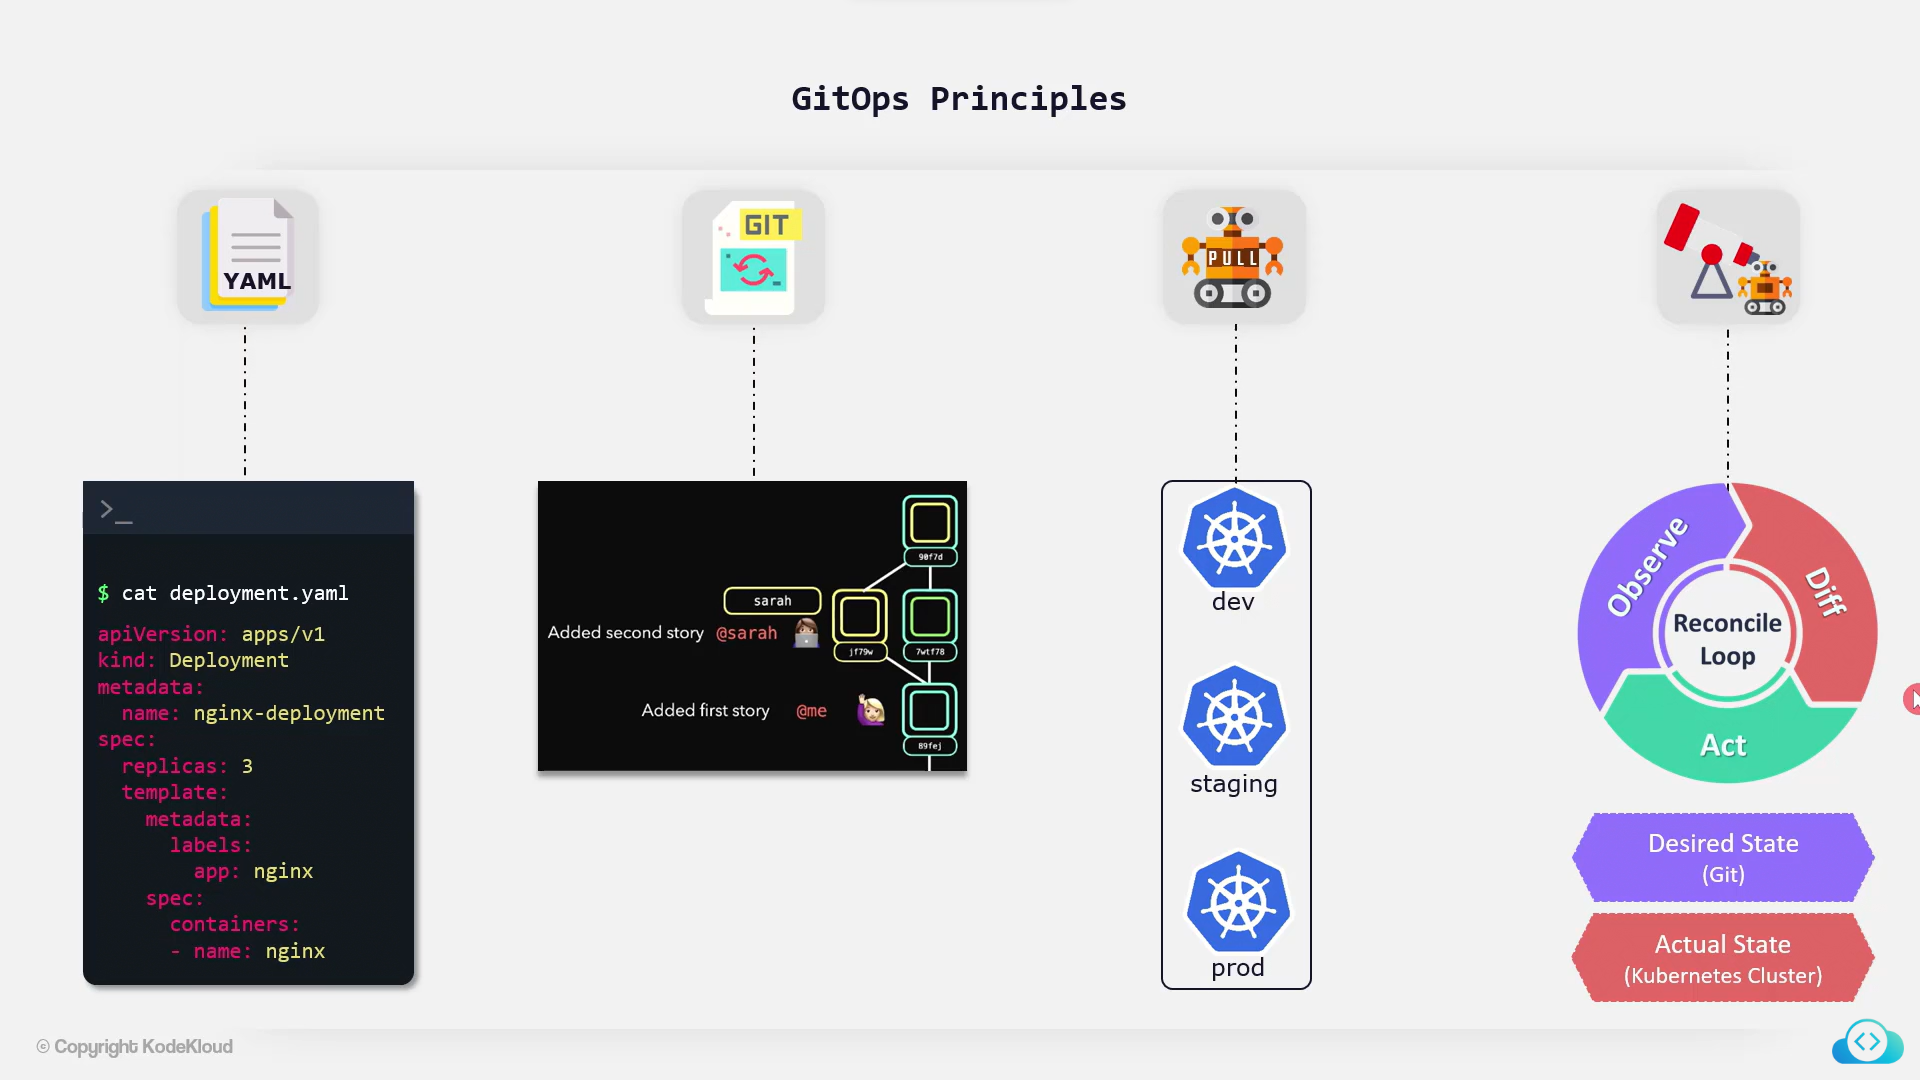 GitOps Principles
YAML
GIT
PULL
>_
$ cat deployment.yaml
apiVersion: apps/v1
kind: Deployment
metadata:
  name: nginx-deployment
spec:
  replicas: 3
  template:
    metadata:
      labels:
        app: nginx
    spec:
      containers:
      - name: nginx
90f7d
sarah
Added second story @sarah
jf79w
7wtf78
Added first story @me
89fej
dev
staging
prod
Observe
Diff
Act
Reconcile
Loop
Desired State
(Git)
Actual State
(Kubernetes Cluster)
© Copyright KodeKloud